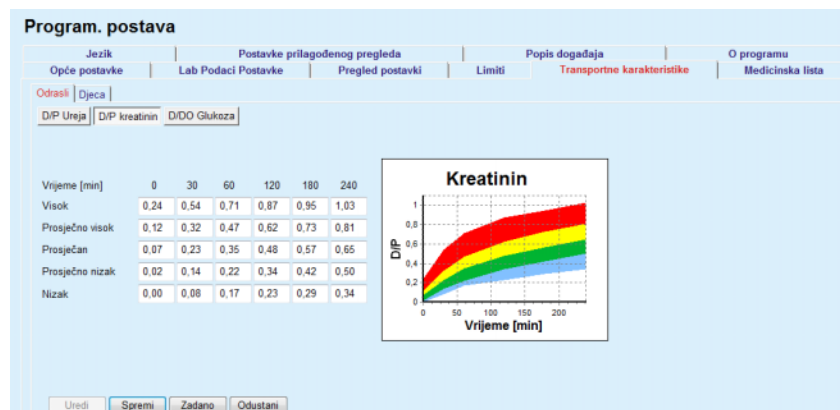 Program. postava
Jezik | Postavke prilagođenog pregleda | Popis događaja | O programu
Opće postavke | Lab Podaci Postavke | Pregled postavki | Limiti | Transportne karakteristike | Medicinska lista
Odrasli | Djeca |
D/P Ureja D/P kreatinin D/DO Glukoza
Vrijeme [min] 0 30 60 120 180 240
Visok 0,24 0,54 0,71 0,87 0,95 1,03
Prosječno visok 0,12 0,32 0,47 0,62 0,73 0,81
Prosječan 0,07 0,23 0,35 0,48 0,57 0,65
Prosječno nizak 0,02 0,14 0,22 0,34 0,42 0,50
Nizak 0,00 0,08 0,17 0,23 0,29 0,34
Kreatinin
D/P
1
0,8
0,6
0,4
0,2
0
0 50 100 150 200
Vrijeme [min]
Uredi Spremi Zadano Odustani